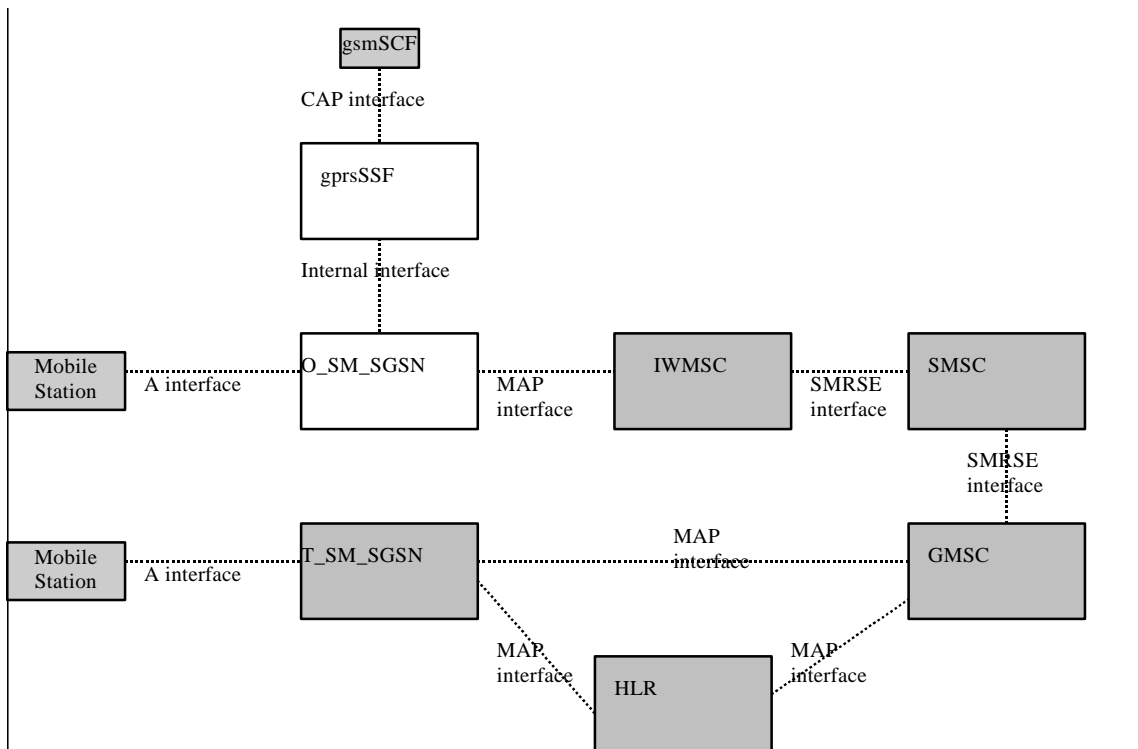 gsmSCF
CAP interface
gprsSSF
Internal interface
Mobile
Station
A interface
O_SM_SGSN
MAP
interface
IWMSC
SMRSE
interface
SMSC
SMRSE
interface
Mobile
Station
A interface
T_SM_SGSN
MAP
interface
GMSC
MAP
interface
HLR
MAP
interface